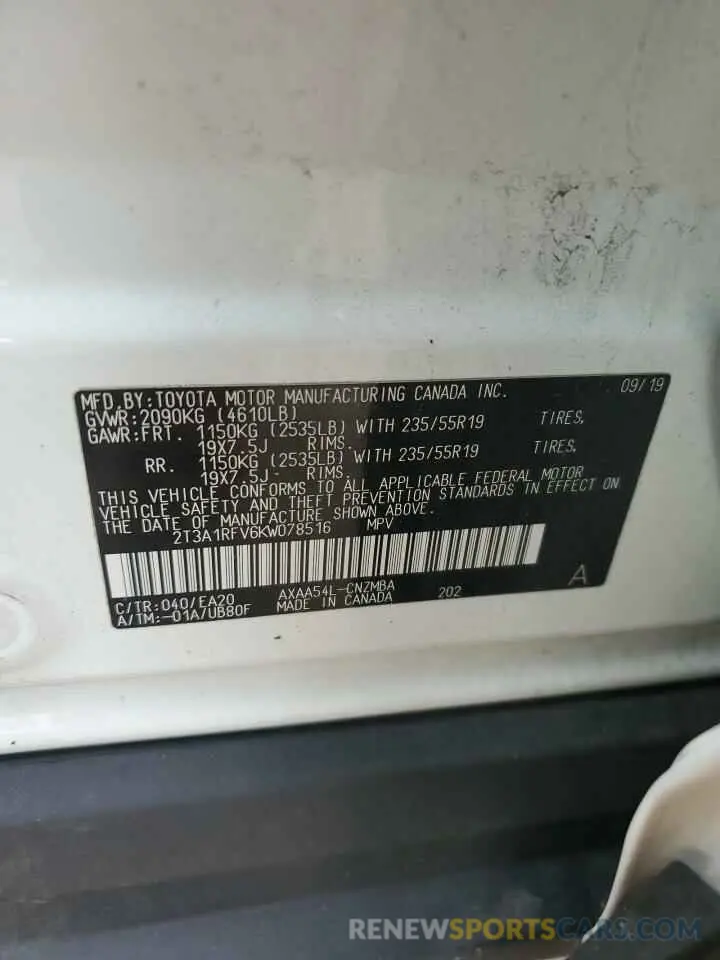 MFD.BY:TOYOTA MOTOR MANUFACTURING CANADA INC. 09/19
GVWR:2090KG (4610LB)
GAWR:FRT. 1150KG (2535LB) WITH 235/55R19 TIRES,
19X7.5J RIMS.
RR. 1150KG (2535LB) WITH 235/55R19 TIRES,
19X7.5J RIMS.
THIS VEHICLE CONFORMS TO ALL APPLICABLE FEDERAL MOTOR
VEHICLE SAFETY AND THEFT PREVENTION STANDARDS IN EFFECT ON
THE DATE OF MANUFACTURE SHOWN ABOVE.
2T3A1RFV6KW078516 MPV
C/TR:040/EA20 AXAA54L-CNZMBA 202 A
A/TM:-01A/UB80F MADE IN CANADA
RENEWSPORTSCARS.COM